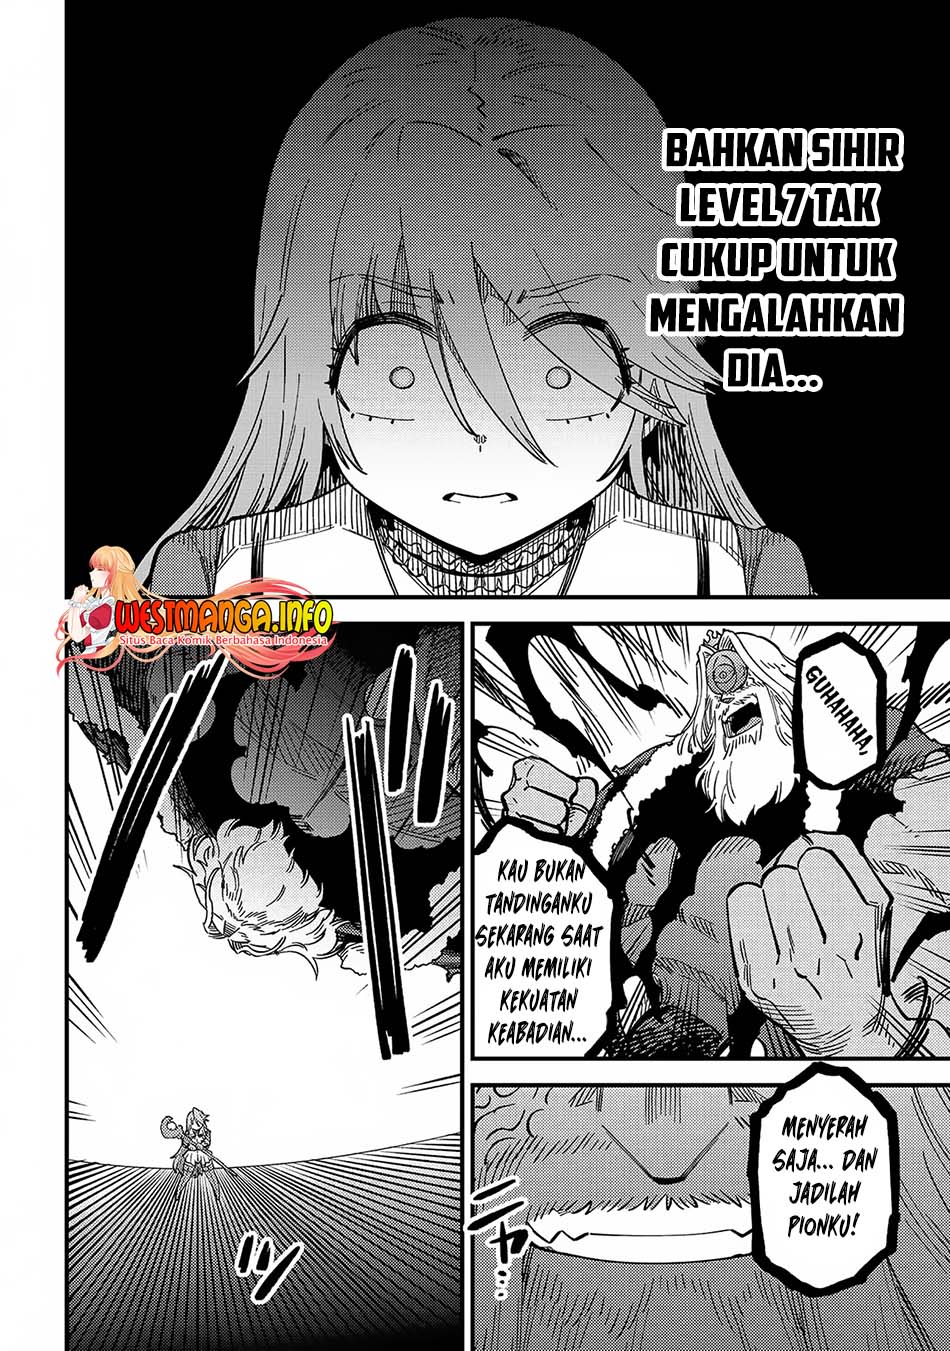 BAHKAN SIHIR
LEVEL 7 TAK
CUKUP UNTUK
MENGALAHKAN
DIA...
WESTMANGA.INFO
Situs Baca Komik Berbahasa Indonesia
GUHAHAHA,
KAU BUKAN
TANDINGANKU
SEKARANG SAAT
AKU MEMILIKI
KEKUATAN
KEABADIAN...
MENYERAH
SAJA... DAN
JADILAH
PIONKU!
ニヤ…